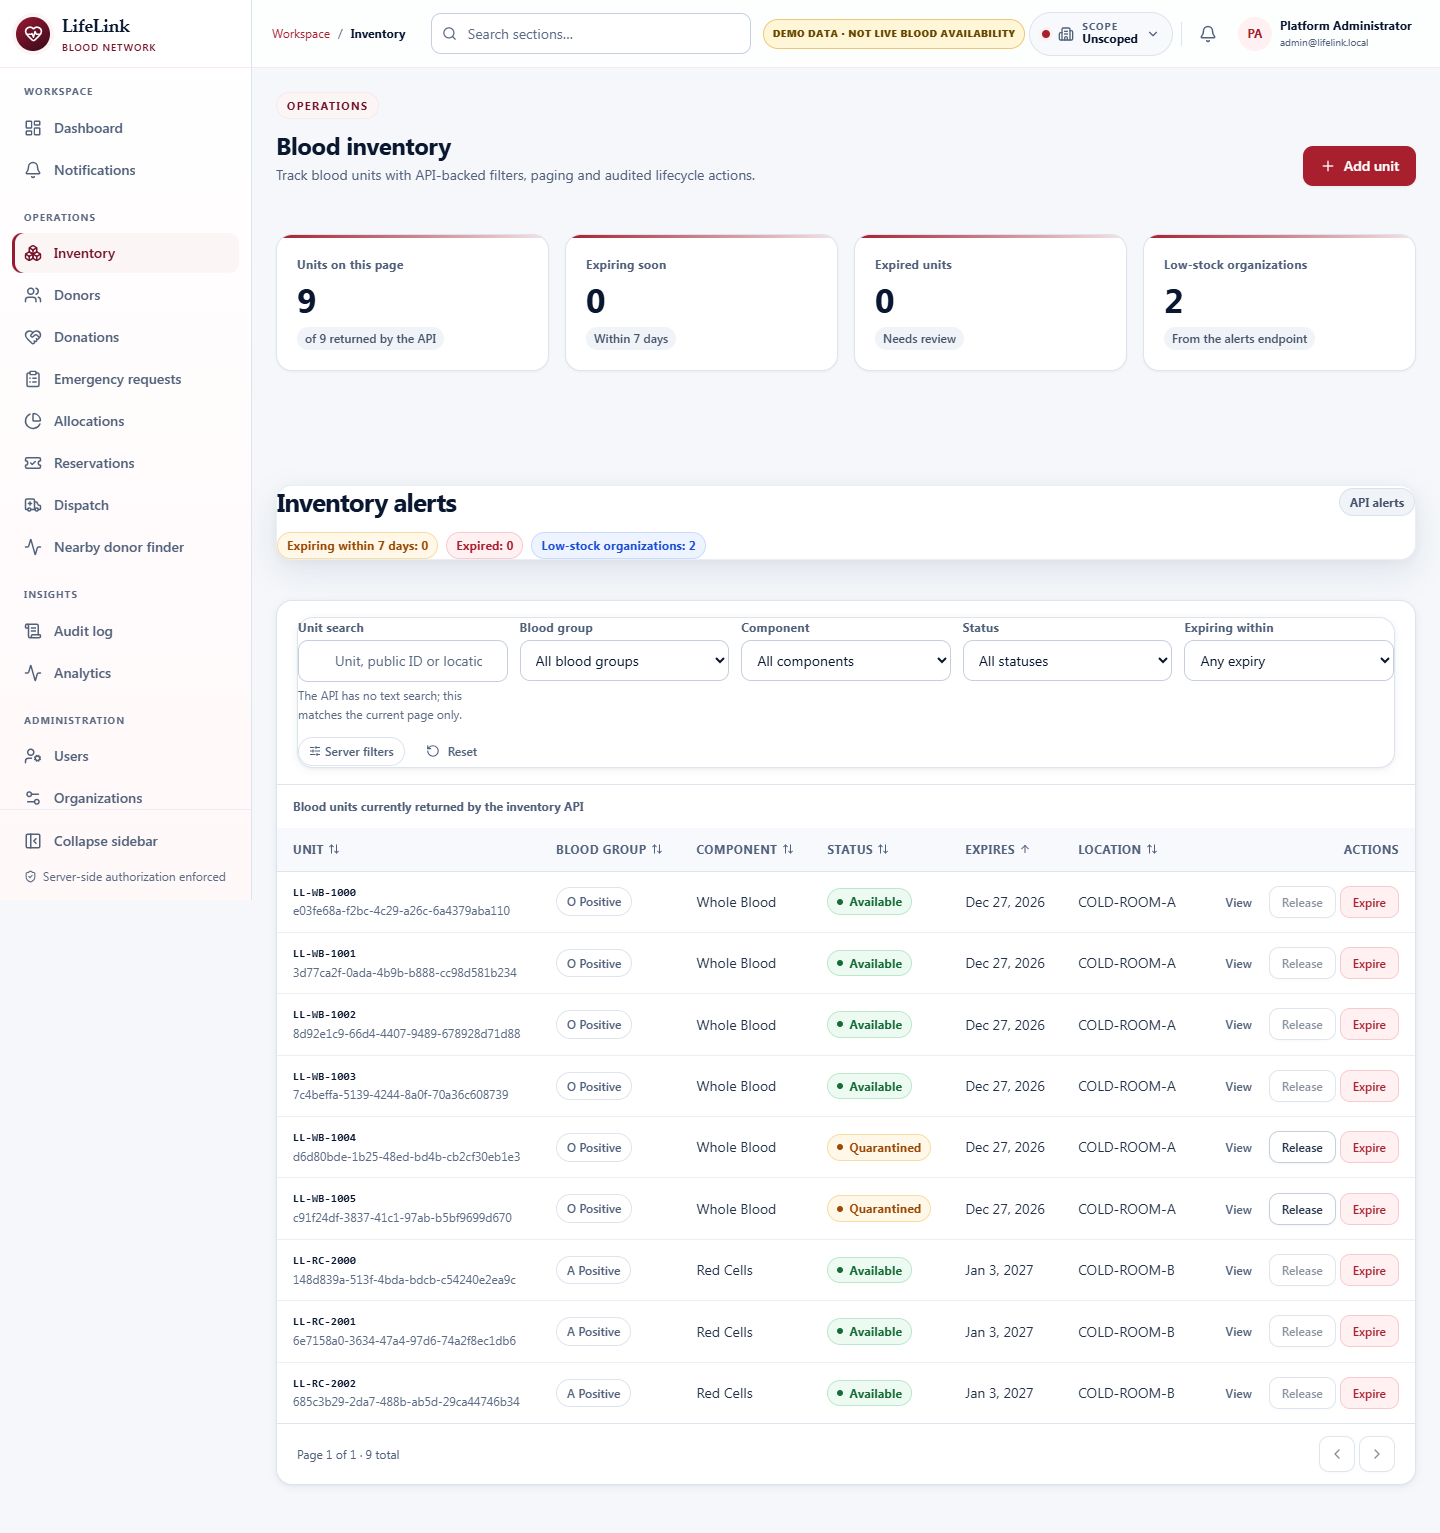 LifeLink
BLOOD NETWORK
Workspace / Inventory
Search sections...
DEMO DATA · NOT LIVE BLOOD AVAILABILITY
SCOPE
Unscoped
PA
Platform Administrator
admin@lifelink.local
WORKSPACE
Dashboard
Notifications
OPERATIONS
Inventory
Donors
Donations
Emergency requests
Allocations
Reservations
Dispatch
Nearby donor finder
INSIGHTS
Audit log
Analytics
ADMINISTRATION
Users
Organizations
Collapse sidebar
Server-side authorization enforced
OPERATIONS
Blood inventory
Track blood units with API-backed filters, paging and audited lifecycle actions.
Add unit
Units on this page
9
of 9 returned by the API
Expiring soon
0
Within 7 days
Expired units
0
Needs review
Low-stock organizations
2
From the alerts endpoint
Inventory alerts
API alerts
Expiring within 7 days: 0 Expired: 0 Low-stock organizations: 2
Unit search Blood group Component Status Expiring within
Unit, public ID or locatic All blood groups All components All statuses Any expiry
The API has no text search; this
matches the current page only.
Server filters Reset
Blood units currently returned by the inventory API
UNIT BLOOD GROUP COMPONENT STATUS EXPIRES LOCATION ACTIONS
LL-WB-1000
e03fe68a-f2bc-4c29-a26c-6a4379aba110 O Positive Whole Blood Available Dec 27, 2026 COLD-ROOM-A View Release Expire
LL-WB-1001
3d77ca2f-0ada-4b9b-b888-cc98d581b234 O Positive Whole Blood Available Dec 27, 2026 COLD-ROOM-A View Release Expire
LL-WB-1002
8d92e1c9-66d4-4407-9489-678928d71d88 O Positive Whole Blood Available Dec 27, 2026 COLD-ROOM-A View Release Expire
LL-WB-1003
7c4beffa-5139-4244-8a0f-70a36c608739 O Positive Whole Blood Available Dec 27, 2026 COLD-ROOM-A View Release Expire
LL-WB-1004
d6d80bde-1b25-48ed-bd4b-cb2cf30eb1e3 O Positive Whole Blood Quarantined Dec 27, 2026 COLD-ROOM-A View Release Expire
LL-WB-1005
c91f24df-3837-41c1-97ab-b5bf9699d670 O Positive Whole Blood Quarantined Dec 27, 2026 COLD-ROOM-A View Release Expire
LL-RC-2000
148d839a-513f-4bda-bdcb-c54240e2ea9c A Positive Red Cells Available Jan 3, 2027 COLD-ROOM-B View Release Expire
LL-RC-2001
6e7158a0-3634-47a4-97d6-74a2f8ec1db6 A Positive Red Cells Available Jan 3, 2027 COLD-ROOM-B View Release Expire
LL-RC-2002
685c3b29-2da7-488b-ab5d-29ca44746b34 A Positive Red Cells Available Jan 3, 2027 COLD-ROOM-B View Release Expire
Page 1 of 1 · 9 total